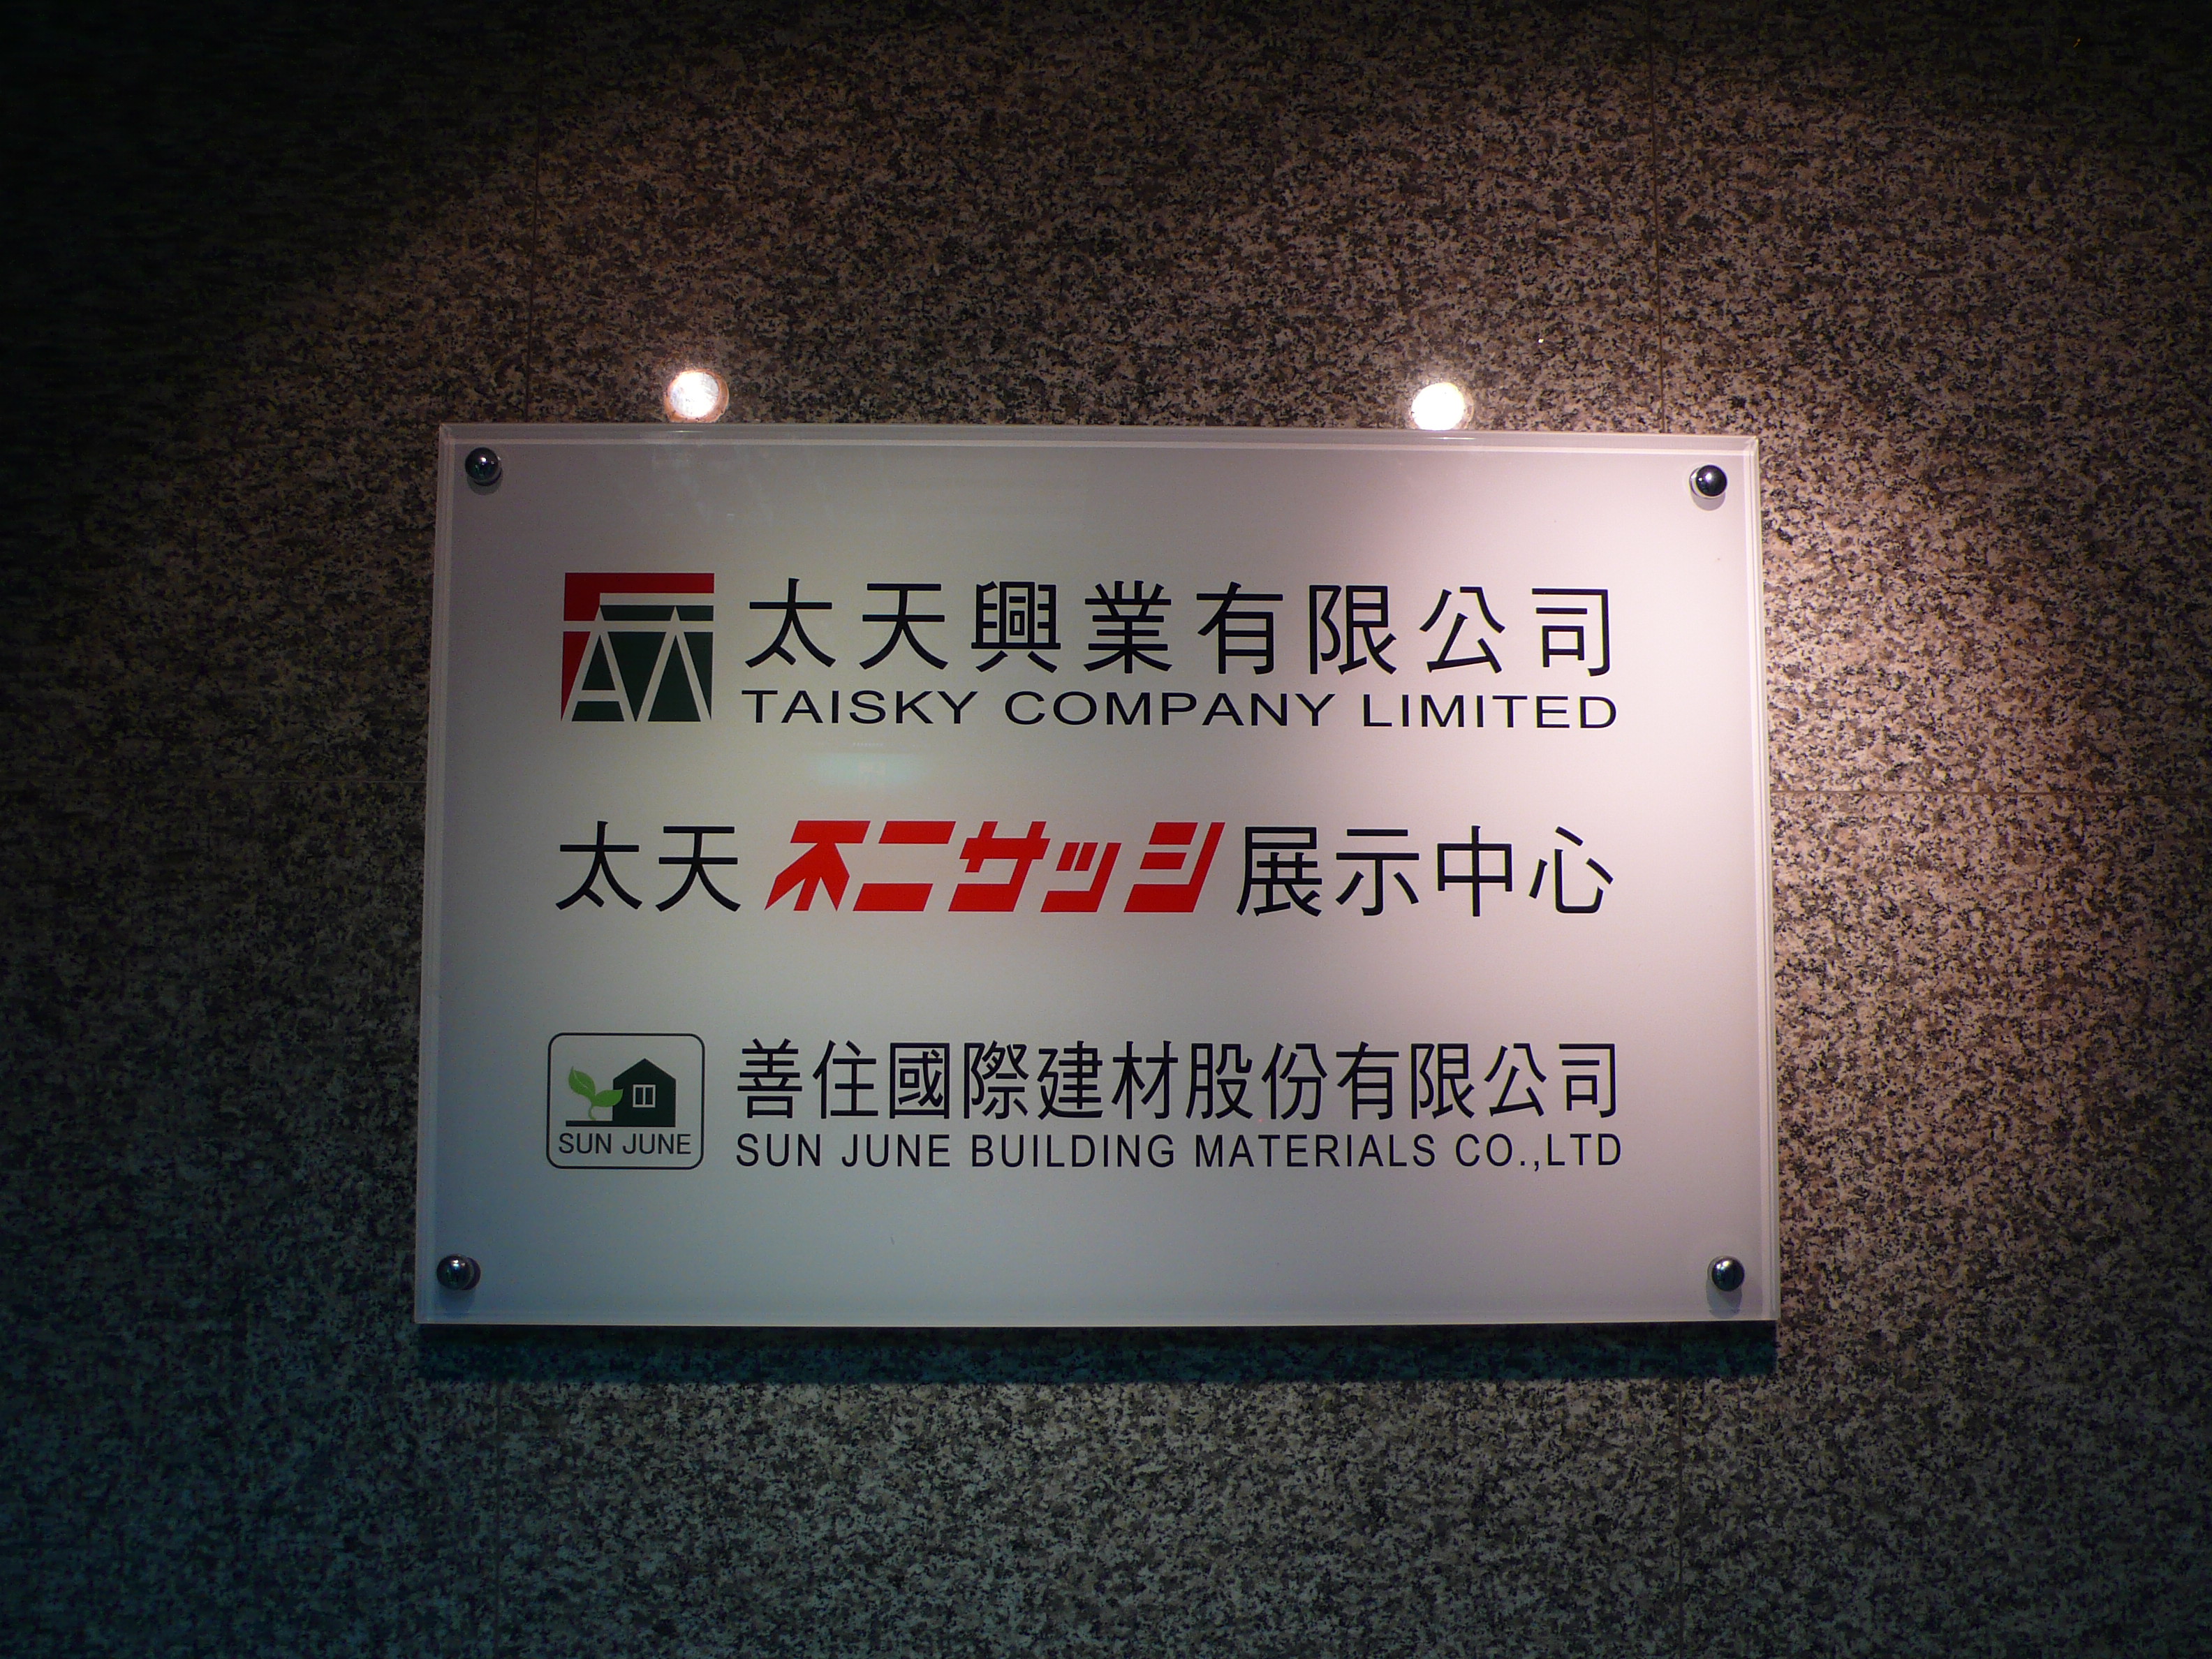 太天興業有限公司
TAISKY COMPANY LIMITED
太天不二サッシ展示中心
善住國際建材股份有限公司
SUN JUNE
SUN JUNE BUILDING MATERIALS CO.,LTD